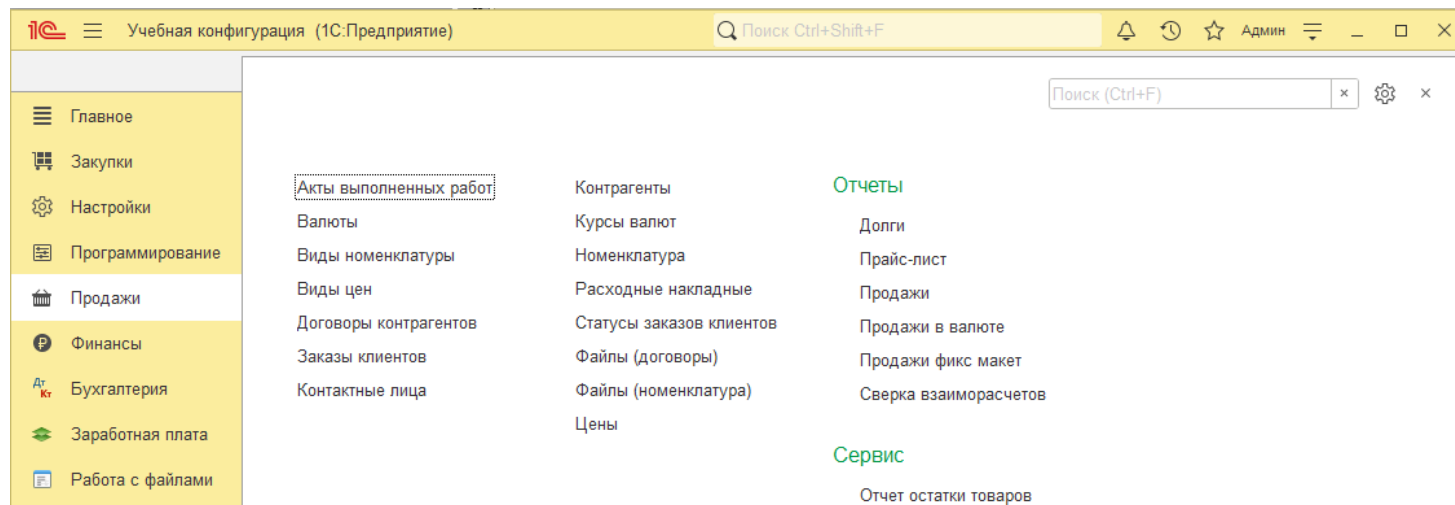 1С Учебная конфигурация (1С:Предприятие) Поиск Ctrl+Shift+F Админ
Поиск (Ctrl+F)
Главное
Закупки
Настройки
Программирование
Продажи
Финансы
Дт Кт Бухгалтерия
Заработная плата
Работа с файлами
Акты выполненных работ
Валюты
Виды номенклатуры
Виды цен
Договоры контрагентов
Заказы клиентов
Контактные лица
Контрагенты
Курсы валют
Номенклатура
Расходные накладные
Статусы заказов клиентов
Файлы (договоры)
Файлы (номенклатура)
Цены
Отчеты
Долги
Прайс-лист
Продажи
Продажи в валюте
Продажи фикс макет
Сверка взаиморасчетов
Сервис
Отчет остатки товаров